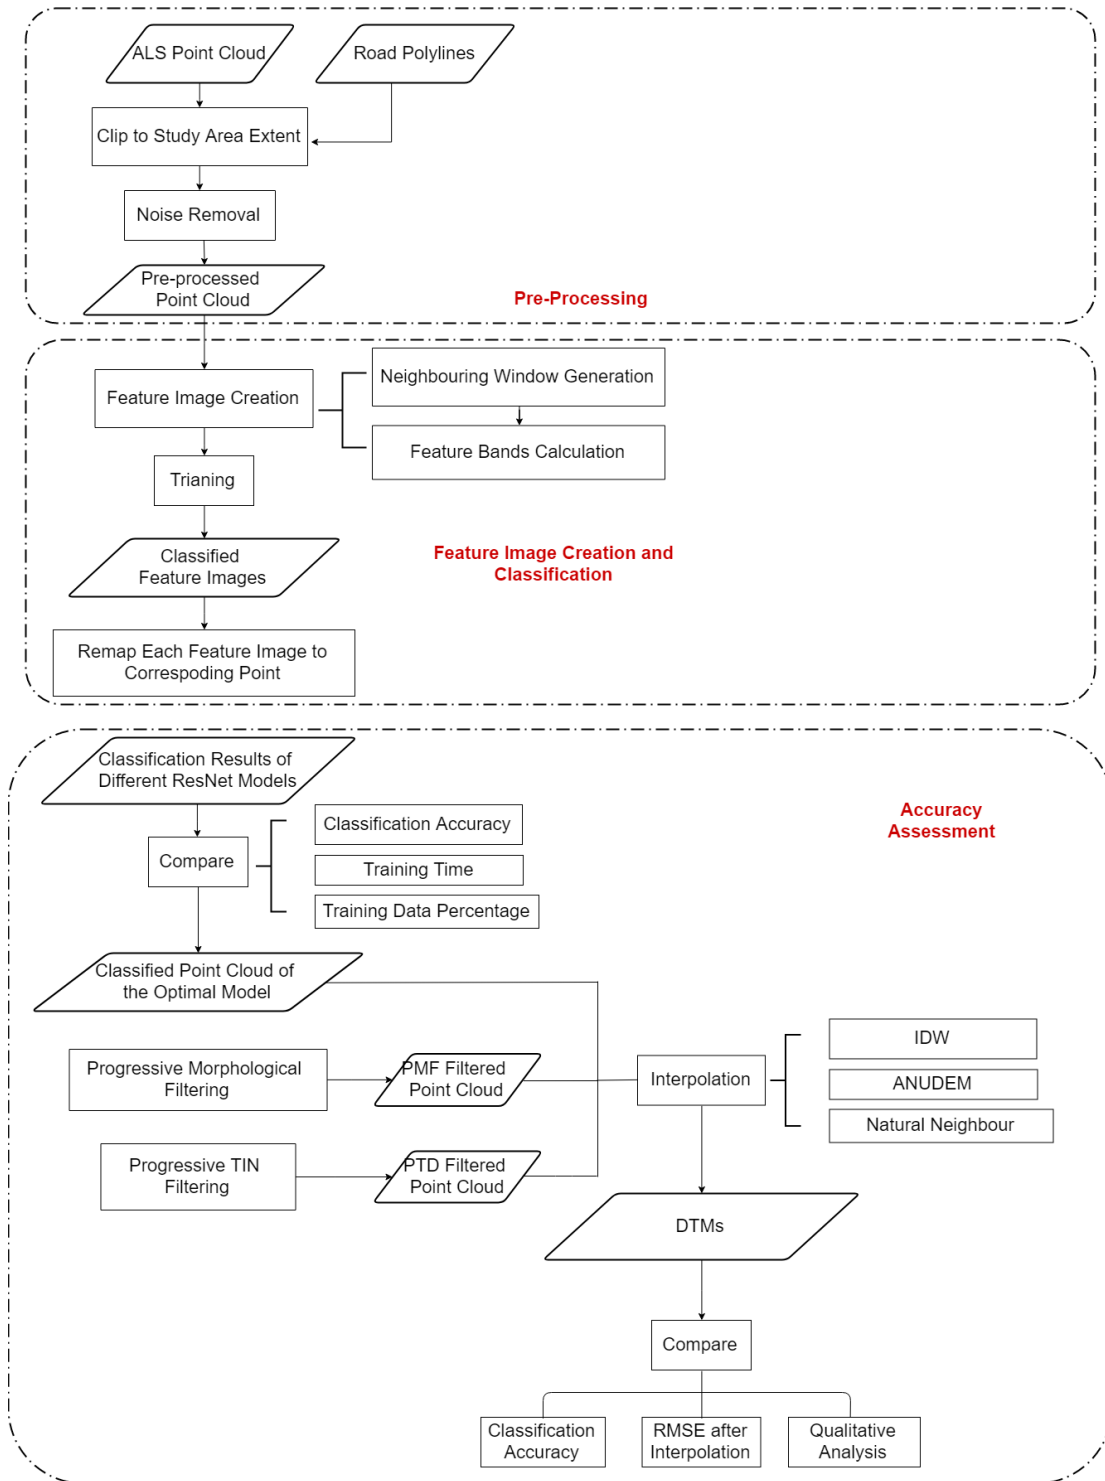 ALS Point Cloud
Road Polylines
Clip to Study Area Extent
Noise Removal
Pre-processed
Point Cloud
Pre-Processing
Feature Image Creation
Neighbouring Window Generation
Feature Bands Calculation
Trianing
Classified
Feature Images
Feature Image Creation and
Classification
Remap Each Feature Image to
Correspoding Point
Classification Results of
Different ResNet Models
Accuracy
Assessment
Compare
Classification Accuracy
Training Time
Training Data Percentage
Classified Point Cloud of
the Optimal Model
Progressive Morphological
Filtering
PMF Filtered
Point Cloud
Interpolation
IDW
ANUDEM
Natural Neighbour
Progressive TIN
Filtering
PTD Filtered
Point Cloud
DTMs
Compare
Classification
Accuracy
RMSE after
Interpolation
Qualitative
Analysis